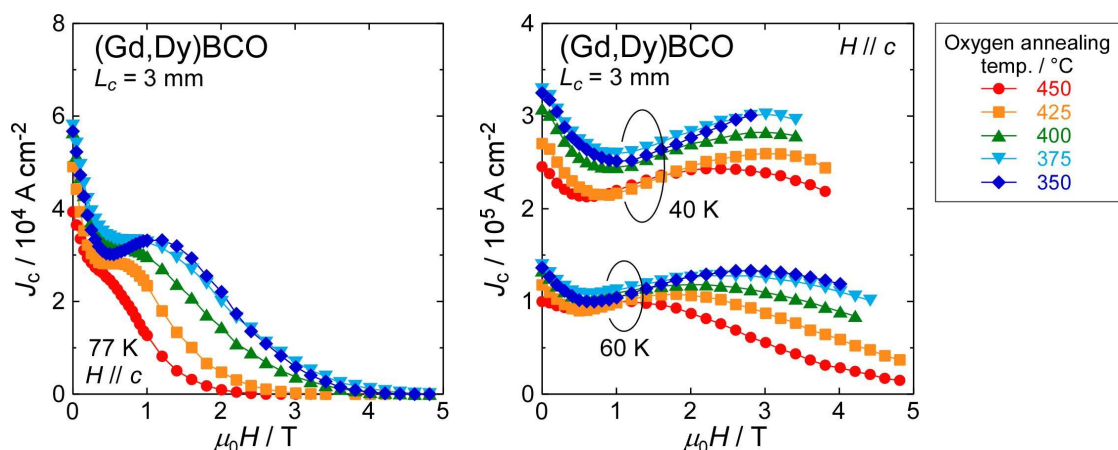 (Gd,Dy)BCO
L_c = 3 mm
J_c / 10^4 A cm^-2
8
6
4
2
0
77 K
H // c
0 1 2 3 4 5
μ_0H / T
(Gd,Dy)BCO
L_c = 3 mm
H // c
J_c / 10^5 A cm^-2
4
3
2
1
0
40 K
60 K
0 1 2 3 4 5
μ_0H / T
Oxygen annealing
temp. / °C
450
425
400
375
350